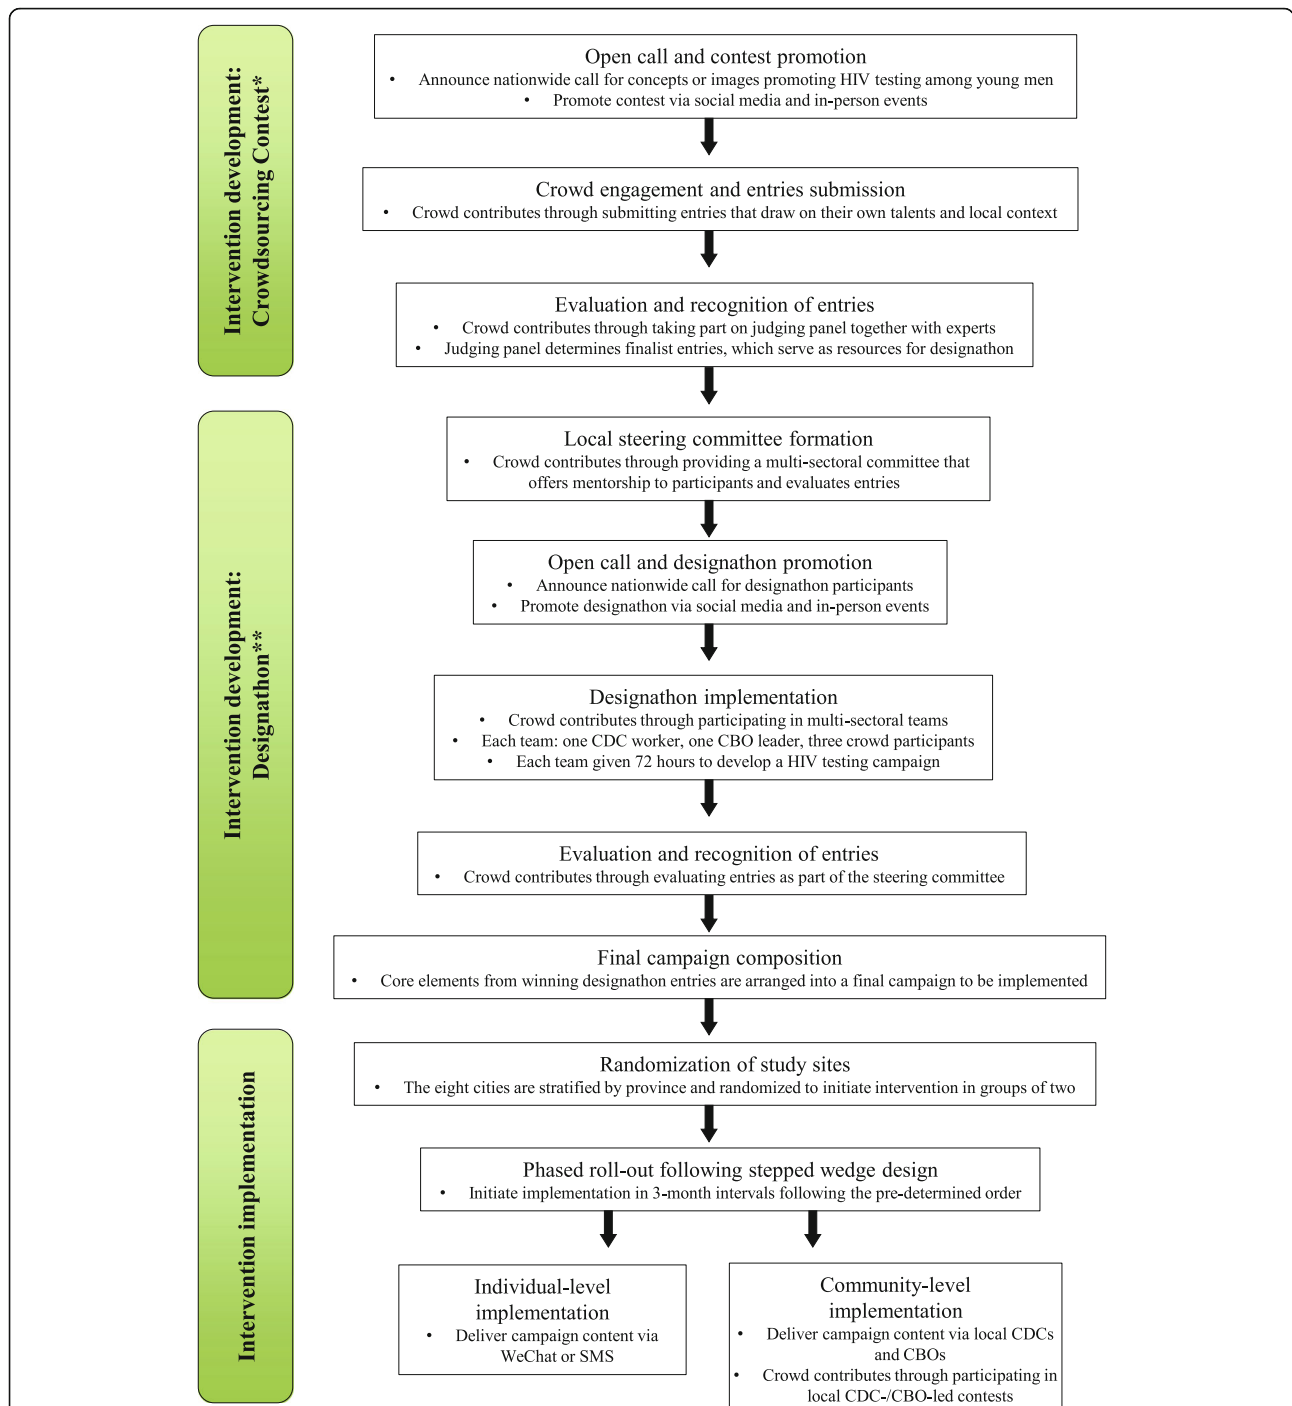 Intervention development:
Crowdsourcing Contest*
Open call and contest promotion
• Announce nationwide call for concepts or images promoting HIV testing among young men
• Promote contest via social media and in-person events
Crowd engagement and entries submission
• Crowd contributes through submitting entries that draw on their own talents and local context
Evaluation and recognition of entries
• Crowd contributes through taking part on judging panel together with experts
• Judging panel determines finalist entries, which serve as resources for designathon
Intervention development:
Designathon**
Local steering committee formation
• Crowd contributes through providing a multi-sectoral committee that
offers mentorship to participants and evaluates entries
Open call and designathon promotion
• Announce nationwide call for designathon participants
• Promote designathon via social media and in-person events
Designathon implementation
• Crowd contributes through participating in multi-sectoral teams
• Each team: one CDC worker, one CBO leader, three crowd participants
• Each team given 72 hours to develop a HIV testing campaign
Evaluation and recognition of entries
• Crowd contributes through evaluating entries as part of the steering committee
Final campaign composition
• Core elements from winning designathon entries are arranged into a final campaign to be implemented
Intervention implementation
Randomization of study sites
• The eight cities are stratified by province and randomized to initiate intervention in groups of two
Phased roll-out following stepped wedge design
• Initiate implementation in 3-month intervals following the pre-determined order
Individual-level
implementation
• Deliver campaign content via
WeChat or SMS
Community-level
implementation
• Deliver campaign content via local CDCs
and CBOs
• Crowd contributes through participating in
local CDC-/CBO-led contests